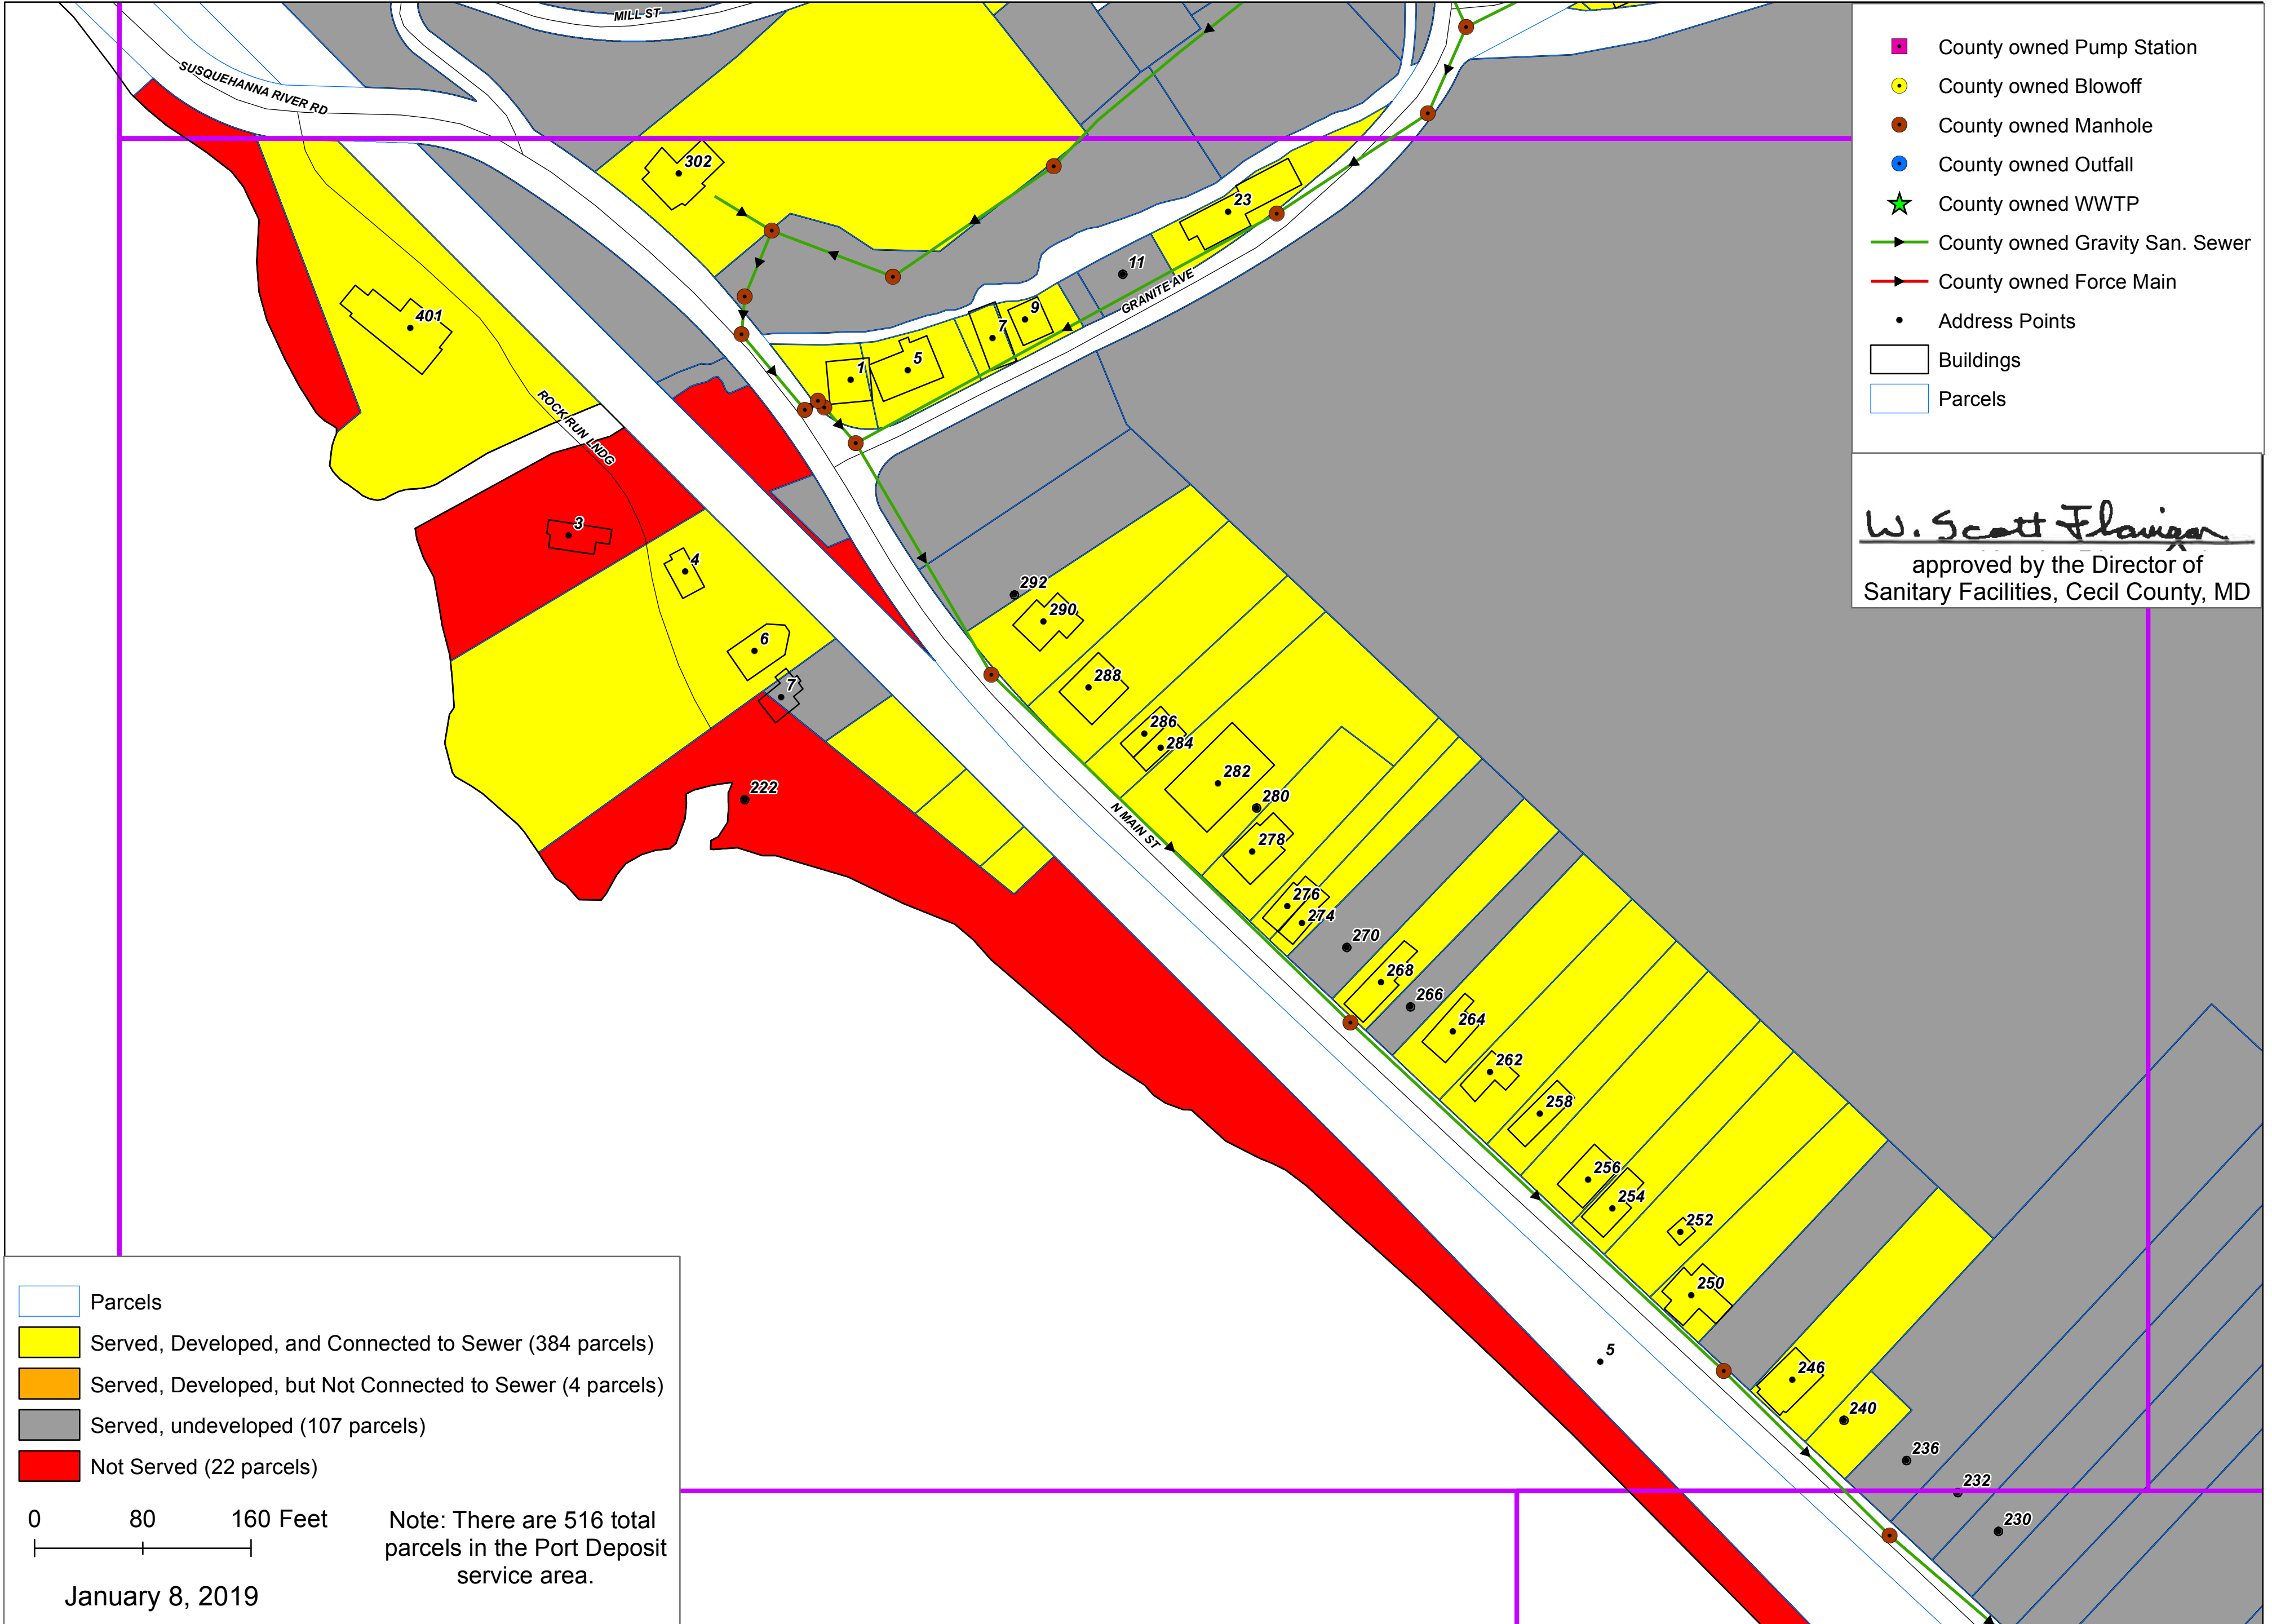 MILL ST
SUSQUEHANNA RIVER RD
302
23
11
GRANITE AVE
9
7
5
1
401
ROCK RUN LNDG
3
4
6
7
222
292
290
288
286
284
282
280
278
276
274
270
268
266
264
262
258
256
254
252
250
246
240
236
232
230
5
N MAIN ST
County owned Pump Station
County owned Blowoff
County owned Manhole
County owned Outfall
County owned WWTP
County owned Gravity San. Sewer
County owned Force Main
Address Points
Buildings
Parcels
W. Scott Flanigan
approved by the Director of
Sanitary Facilities, Cecil County, MD
Parcels
Served, Developed, and Connected to Sewer (384 parcels)
Served, Developed, but Not Connected to Sewer (4 parcels)
Served, undeveloped (107 parcels)
Not Served (22 parcels)
0 80 160 Feet
Note: There are 516 total
parcels in the Port Deposit
service area.
January 8, 2019